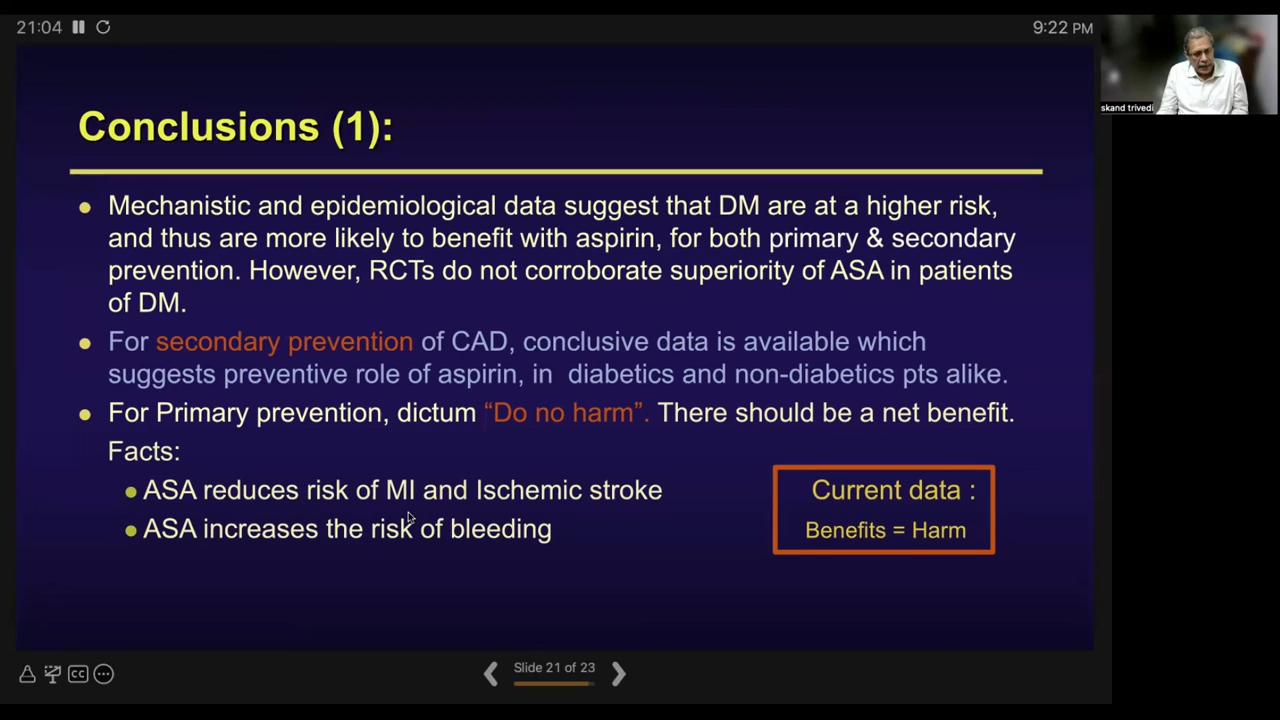 21:04
9:22 PM
skand trivedi
Conclusions (1):
Mechanistic and epidemiological data suggest that DM are at a higher risk,
and thus are more likely to benefit with aspirin, for both primary & secondary
prevention. However, RCTs do not corroborate superiority of ASA in patients
of DM.
For secondary prevention of CAD, conclusive data is available which
suggests preventive role of aspirin, in diabetics and non-diabetics pts alike.
For Primary prevention, dictum “Do no harm”. There should be a net benefit.
Facts:
ASA reduces risk of MI and Ischemic stroke
ASA increases the risk of bleeding
Current data :
Benefits = Harm
CC
Slide 21 of 23